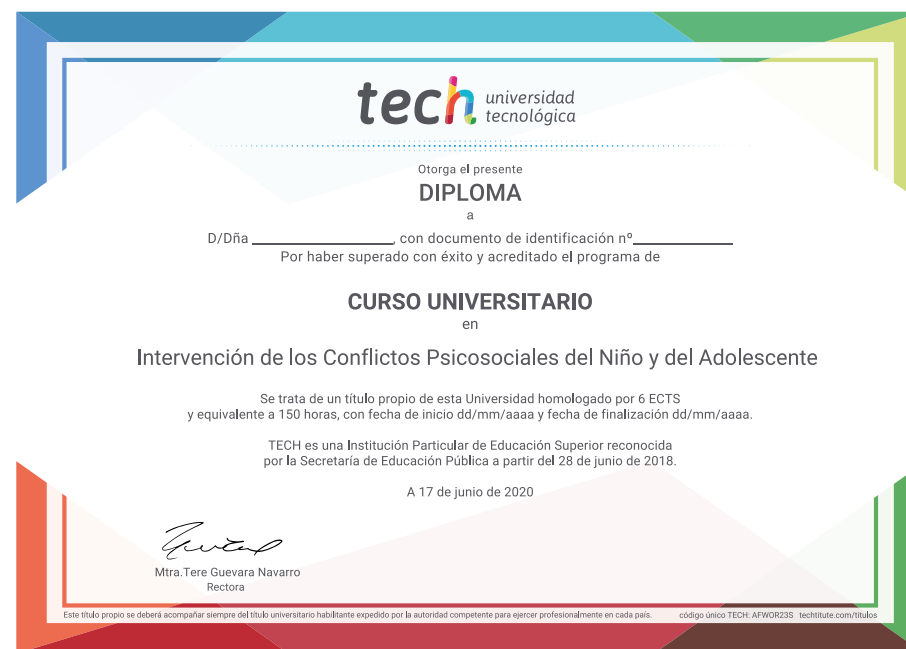 tech universidad
tecnológica
Otorga el presente
DIPLOMA
a
D/Dña ____________, con documento de identificación nº____________
Por haber superado con éxito y acreditado el programa de
CURSO UNIVERSITARIO
en
Intervención de los Conflictos Psicosociales del Niño y del Adolescente
Se trata de un título propio de esta Universidad homologado por 6 ECTS
y equivalente a 150 horas, con fecha de inicio dd/mm/aaaa y fecha de finalización dd/mm/aaaa.
TECH es una Institución Particular de Educación Superior reconocida
por la Secretaría de Educación Pública a partir del 28 de junio de 2018.
A 17 de junio de 2020
Mtra.Tere Guevara Navarro
Rectora
Este título propio se deberá acompañar siempre del título universitario habilitante expedido por la autoridad competente para ejercer profesionalmente en cada país. código único TECH: AFWOR23S techtitute.com/titulos